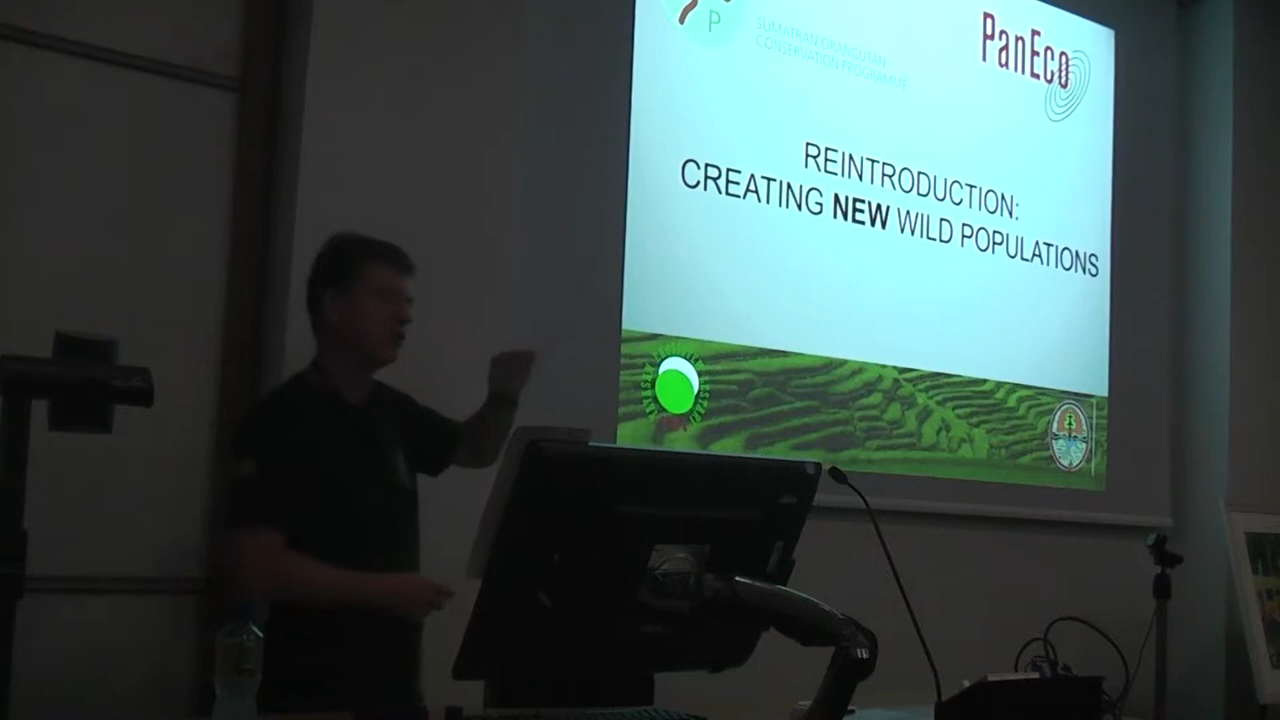 P
SUMATRAN ORANGUTAN
CONSERVATION PROGRAMME
PanEco
REINTRODUCTION:
CREATING NEW WILD POPULATIONS